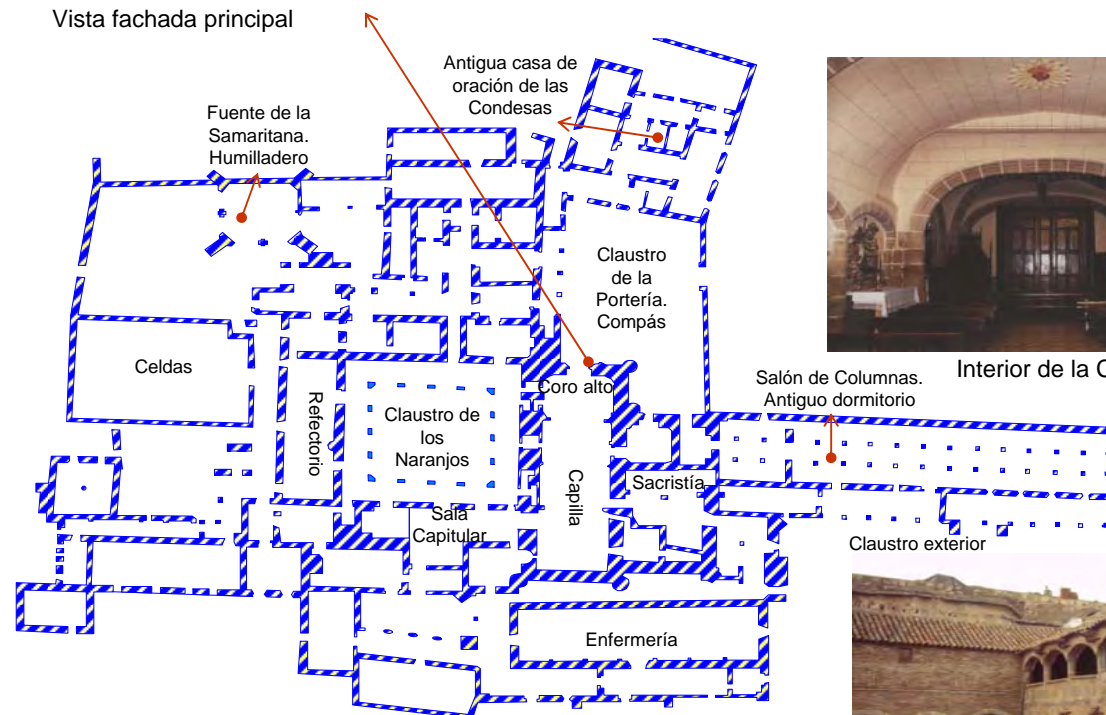 Vista fachada principal
Antigua casa de
oración de las
Condesas
Fuente de la
Samaritana.
Humilladero
Claustro
de la
Portería.
Compás
Celdas
Refectorio
Claustro de
los
Naranjos
Coro alto
Capilla
Sacristía
Salón de Columnas.
Antiguo dormitorio
Interior de la C
Sala
Capitular
Claustro exterior
Enfermería